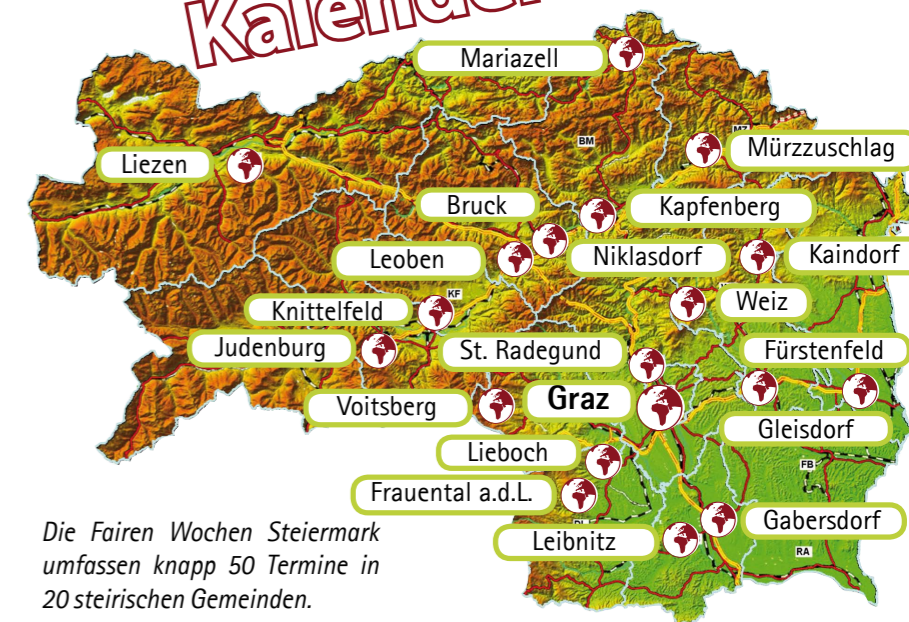 Kalender
Mariazell
BM
MZ
Mürzzuschlag
Liezen
Bruck
Kapfenberg
Leoben
Niklasdorf
Kaindorf
KF
Knittelfeld
Weiz
Judenburg
St. Radegund
Fürstenfeld
Voitsberg
Graz
Gleisdorf
Lieboch
FB
Frauental a.d.L.
Gabersdorf
Leibnitz
RA
Die Fairen Wochen Steiermark
umfassen knapp 50 Termine in
20 steirischen Gemeinden.